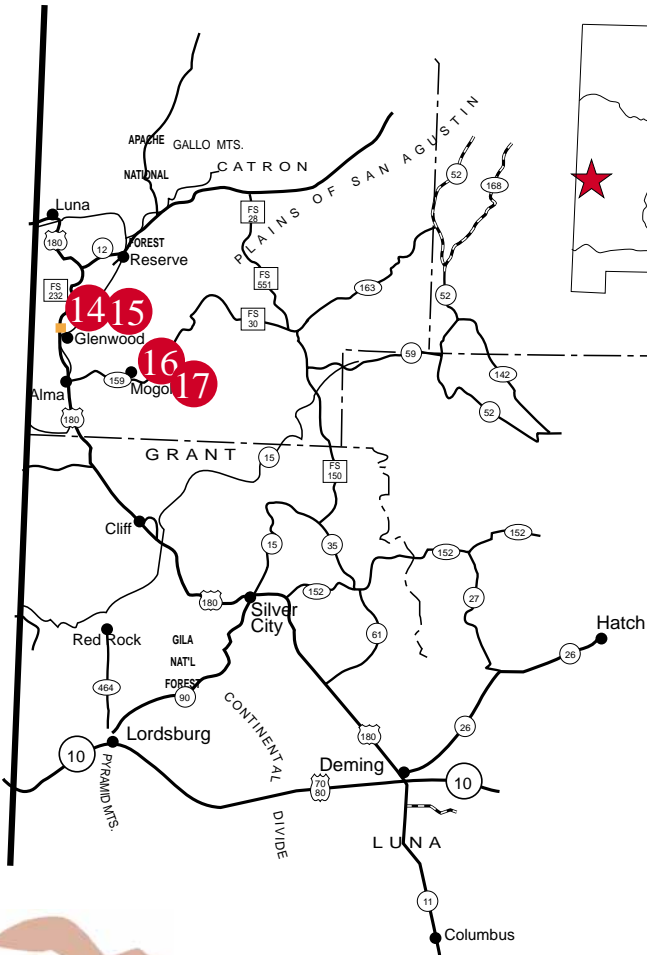 APACHE
GALLO MTS.
NATIONAL
CATRON
PLAINS OF SAN AGUSTIN
52
168
Luna
FS
28
180
12
FOREST
Reserve
FS
551
163
FS
232
52
14
15
FS
30
Glenwood
59
16
17
142
Alma
159
Mogol
52
180
GRANT
15
FS
150
Cliff
15
35
152
152
180
152
27
Silver
City
Hatch
Red Rock
GILA
NAT'L
FOREST
61
26
464
90
CONTINENTAL
DIVIDE
26
180
Lordsburg
10
PYRAMID MTS.
Deming
70
80
10
LUNA
11
Columbus